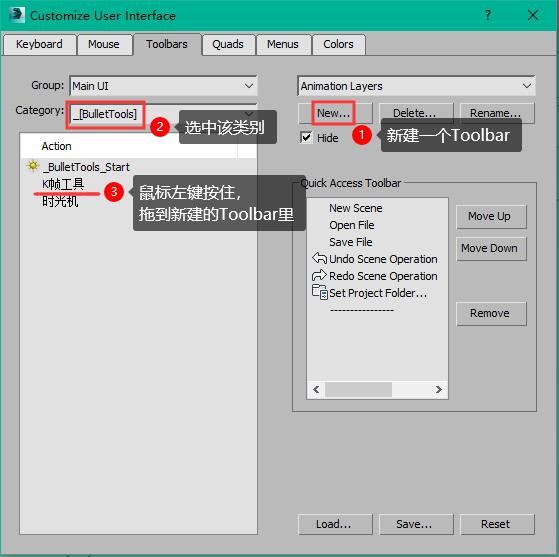 Customize User Interface
Keyboard
Mouse
Toolbars
Quads
Menus
Colors
Group:
Main UI
Category:
_[BulletTools]
2
选中该类别
Action
_BulletTools_Start
K帧工具
时光机
3
鼠标左键按住,
拖到新建的Toolbar里
Animation Layers
New...
Delete...
Rename...
Hide
1
新建一个Toolbar
Quick Access Toolbar
New Scene
Open File
Save File
Undo Scene Operation
Redo Scene Operation
Set Project Folder...
----------------
Move Up
Move Down
Remove
Load...
Save...
Reset